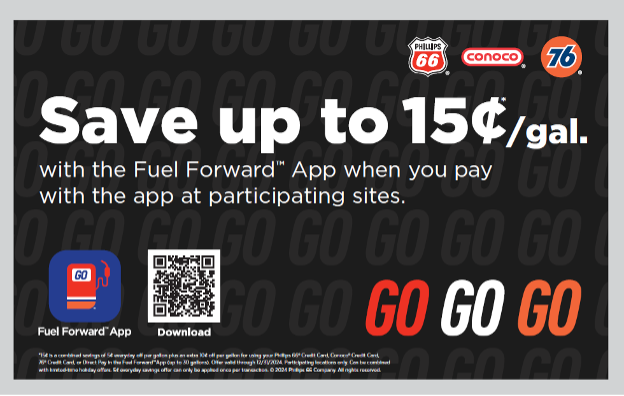 PHILLIPS
66
conoco
76
Save up to 15¢*/gal.
with the Fuel Forward™ App when you pay
with the app at participating sites.
GO
Fuel Forward™ App
Download
GO GO GO
*15¢ is a combined savings of 5¢ everyday off per gallon plus an extra 10¢ off per gallon for using your Phillips 66® Credit Card, Conoco® Credit Card,
76® Credit Card, or Direct Pay in the Fuel Forward™ App (up to 30 gallons). Offer valid through 12/31/2024. Participating locations only. Can be combined
with limited-time holiday offers. 5¢ everyday savings offer can only be applied once per transaction. © 2024 Phillips 66 Company. All rights reserved.